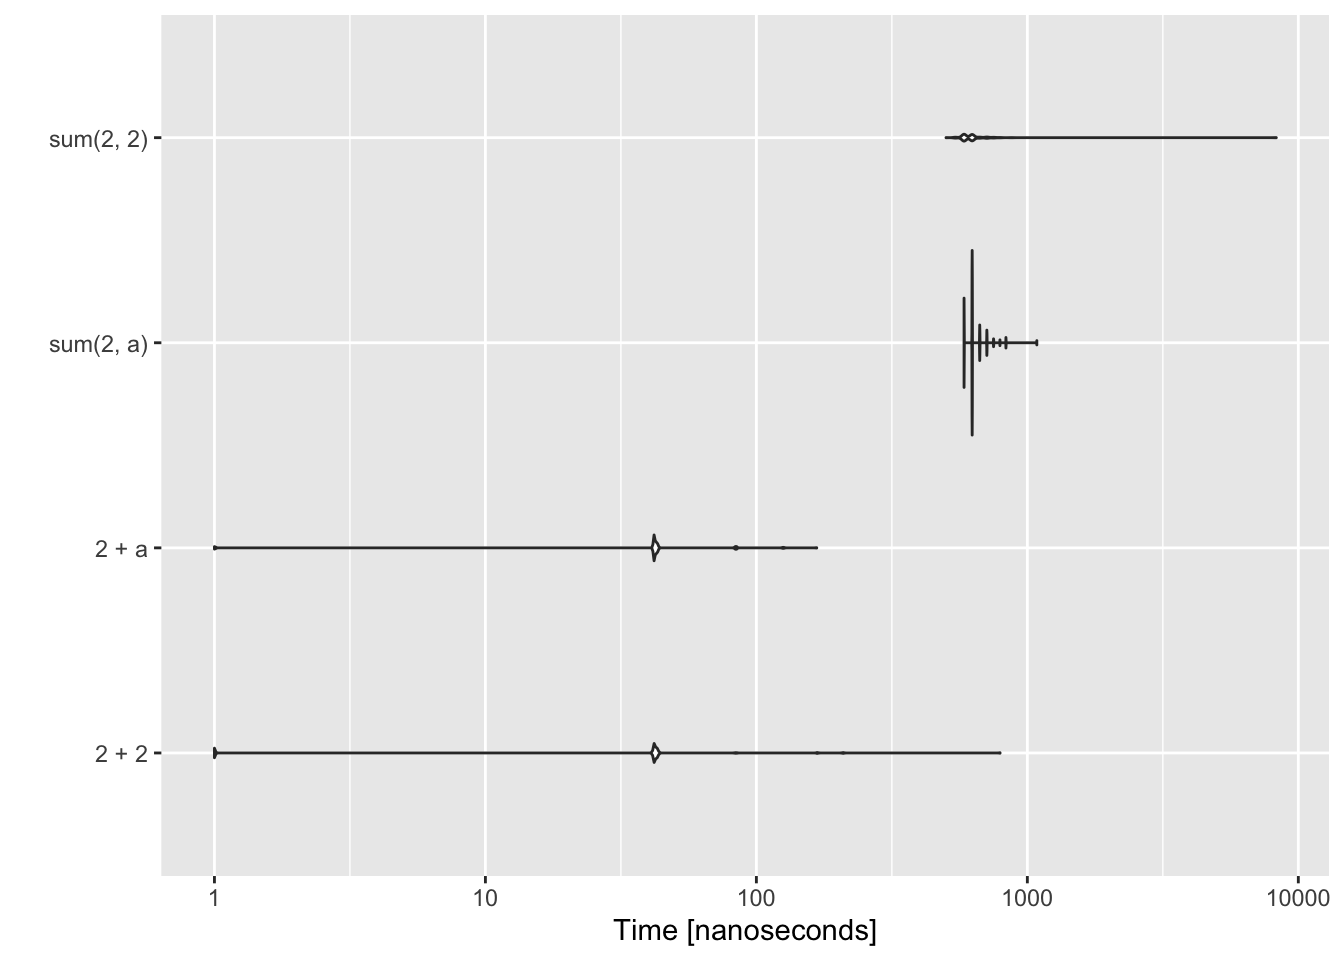 sum(2, 2)
sum(2, a)
2 + a
2 + 2
1 10 100 1000 10000
Time [nanoseconds]